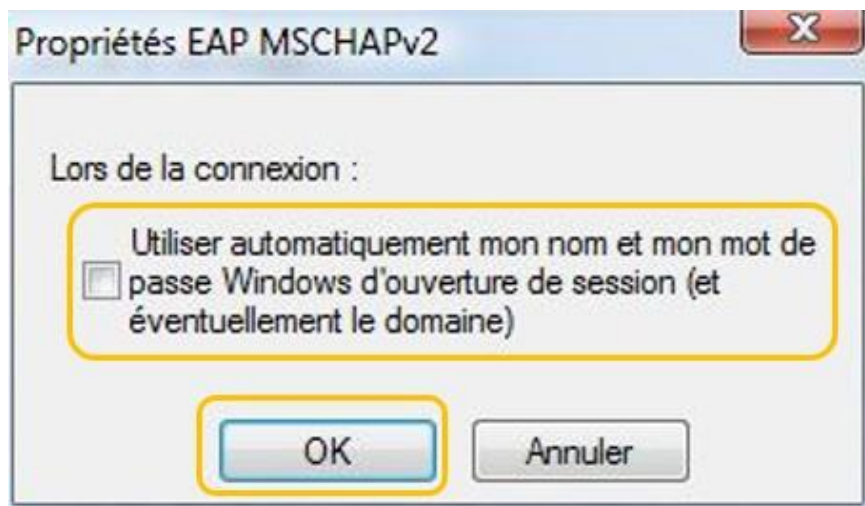 Propriétés EAP MSCHAPv2
Lors de la connexion :
Utiliser automatiquement mon nom et mon mot de
passe Windows d'ouverture de session (et
éventuellement le domaine)
OK
Annuler